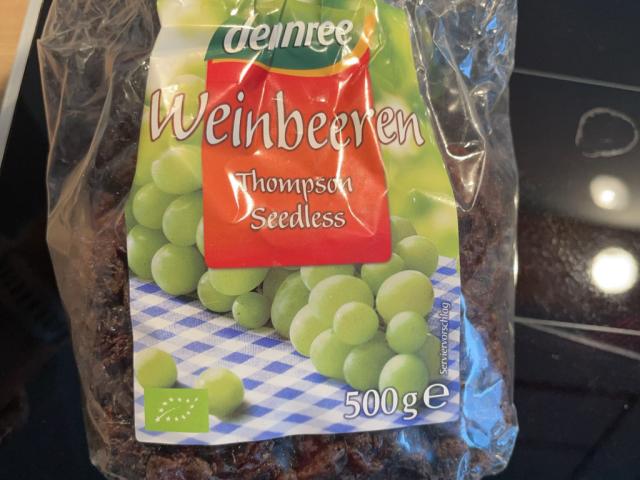 dennree
Weinbeeren
Thompson
Seedless
Serviervorschlag
500g e